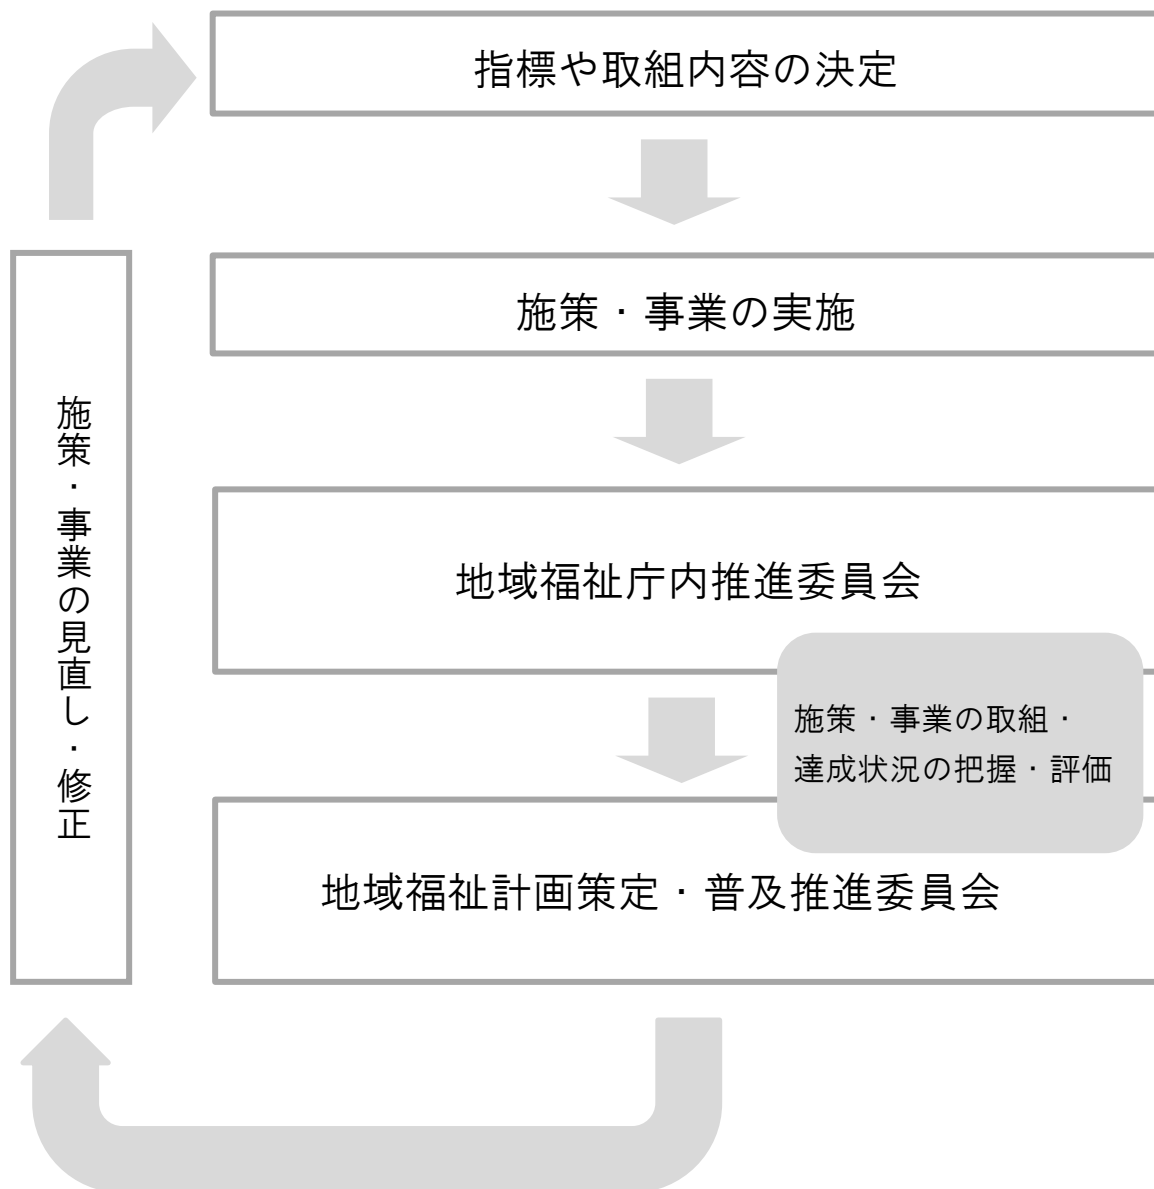 指標や取組内容の決定
施策・事業の実施
地域福祉庁内推進委員会
施策・事業の取組・
達成状況の把握・評価
地域福祉計画策定・普及推進委員会
施策・事業の見直し・修正